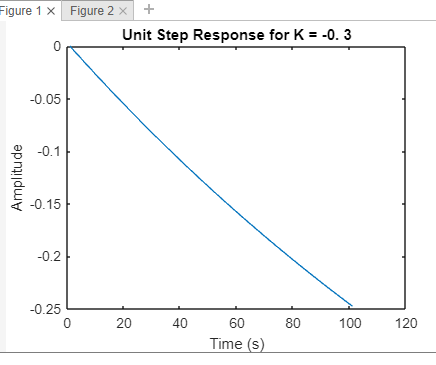 Figure 1 × Figure 2 × +
Unit Step Response for K = -0. 3
0
-0.05
-0.1
-0.15
-0.2
-0.25
Amplitude
0 20 40 60 80 100 120
Time (s)